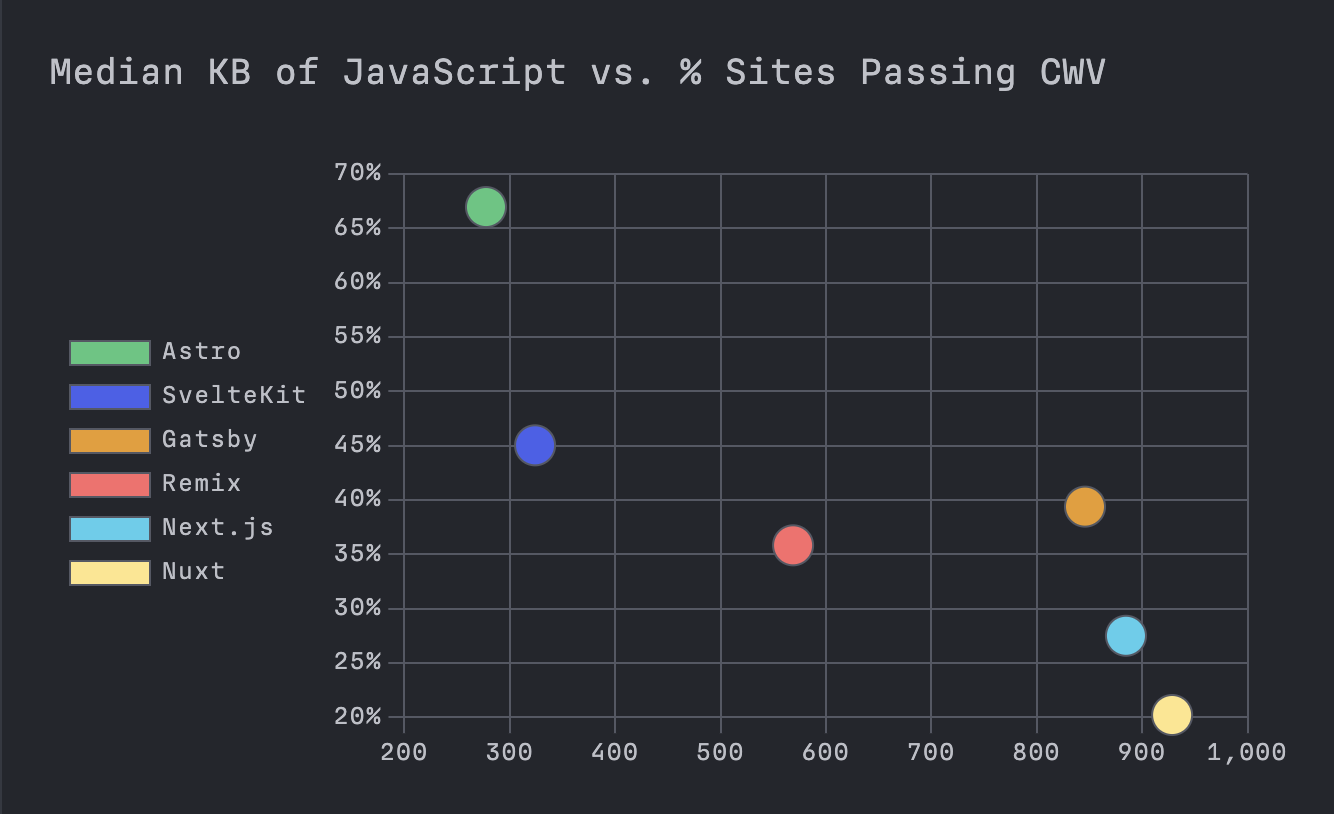 Median KB of JavaScript vs. % Sites Passing CWV
70%
65%
60%
55%
50%
45%
40%
35%
30%
25%
20%
Astro
SvelteKit
Gatsby
Remix
Next.js
Nuxt
200 300 400 500 600 700 800 900 1,000